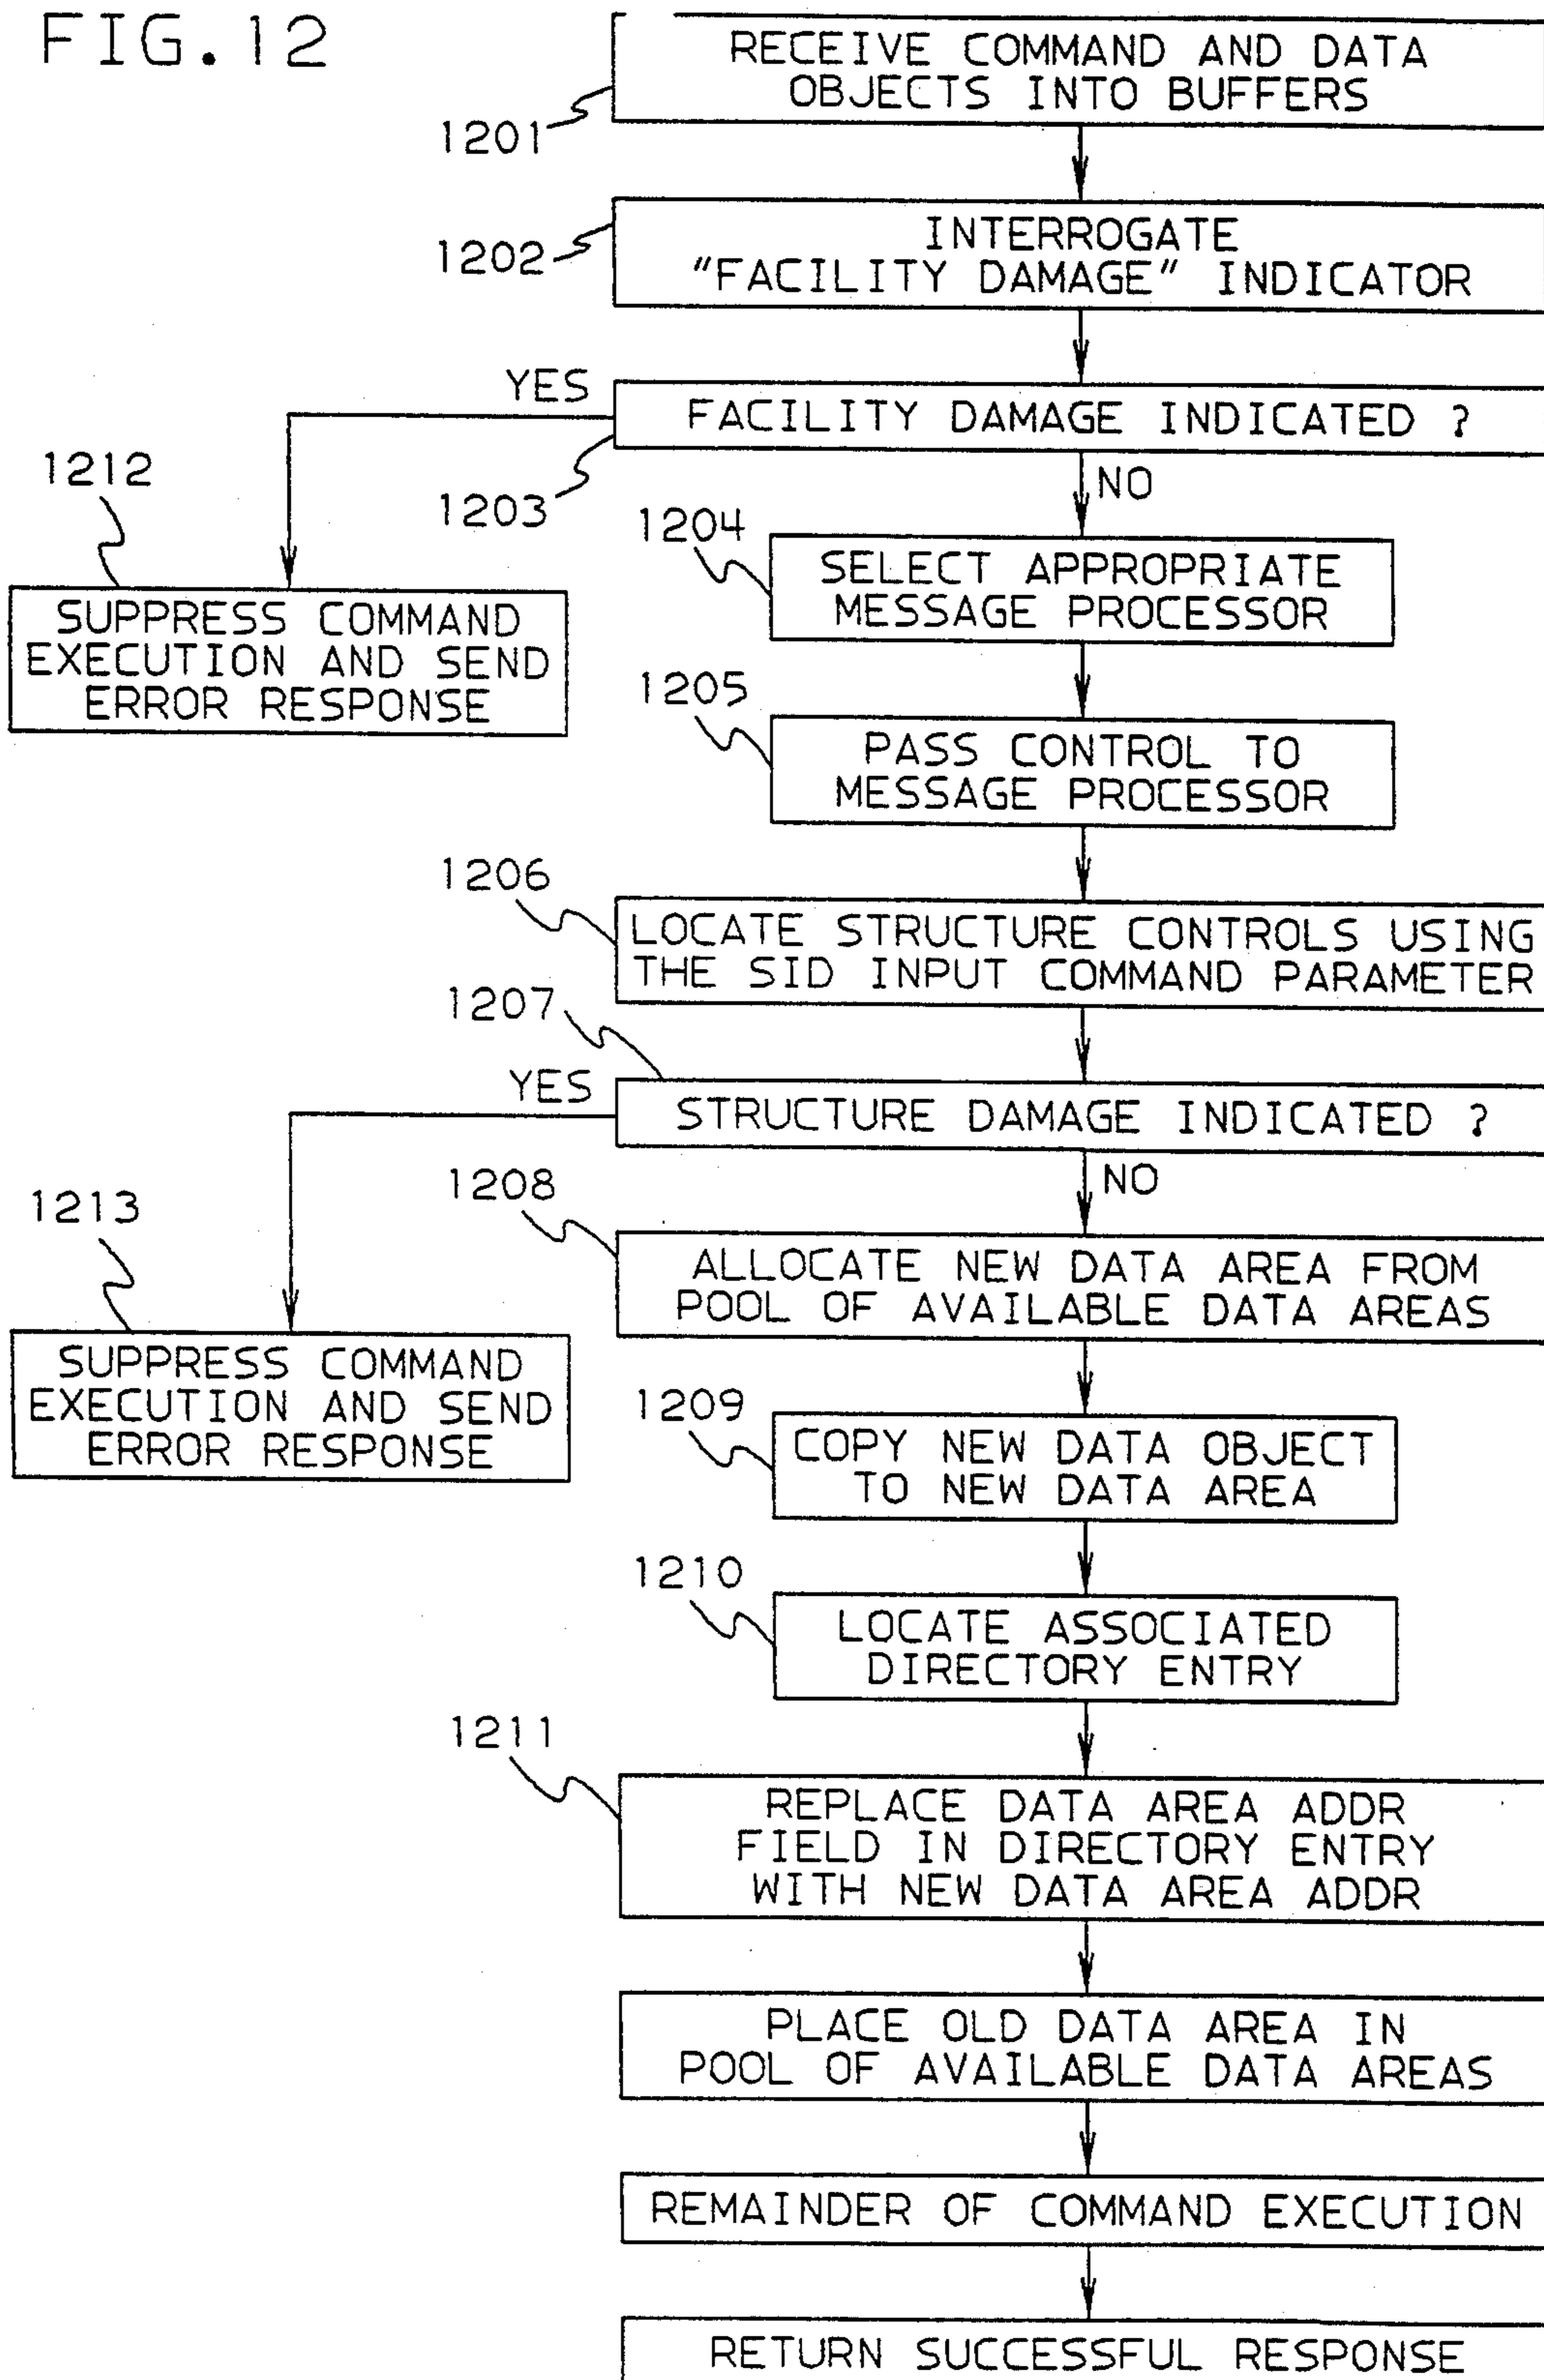 FIG.12
RECEIVE COMMAND AND DATA
OBJECTS INTO BUFFERS
1201
INTERROGATE
"FACILITY DAMAGE" INDICATOR
1202
YES
FACILITY DAMAGE INDICATED ?
1203
NO
1212
SUPPRESS COMMAND
EXECUTION AND SEND
ERROR RESPONSE
1204
SELECT APPROPRIATE
MESSAGE PROCESSOR
1205
PASS CONTROL TO
MESSAGE PROCESSOR
1206
LOCATE STRUCTURE CONTROLS USING
THE SID INPUT COMMAND PARAMETER
1207
YES
STRUCTURE DAMAGE INDICATED ?
NO
1213
SUPPRESS COMMAND
EXECUTION AND SEND
ERROR RESPONSE
1208
ALLOCATE NEW DATA AREA FROM
POOL OF AVAILABLE DATA AREAS
1209
COPY NEW DATA OBJECT
TO NEW DATA AREA
1210
LOCATE ASSOCIATED
DIRECTORY ENTRY
1211
REPLACE DATA AREA ADDR
FIELD IN DIRECTORY ENTRY
WITH NEW DATA AREA ADDR
PLACE OLD DATA AREA IN
POOL OF AVAILABLE DATA AREAS
REMAINDER OF COMMAND EXECUTION
RETURN SUCCESSFUL RESPONSE